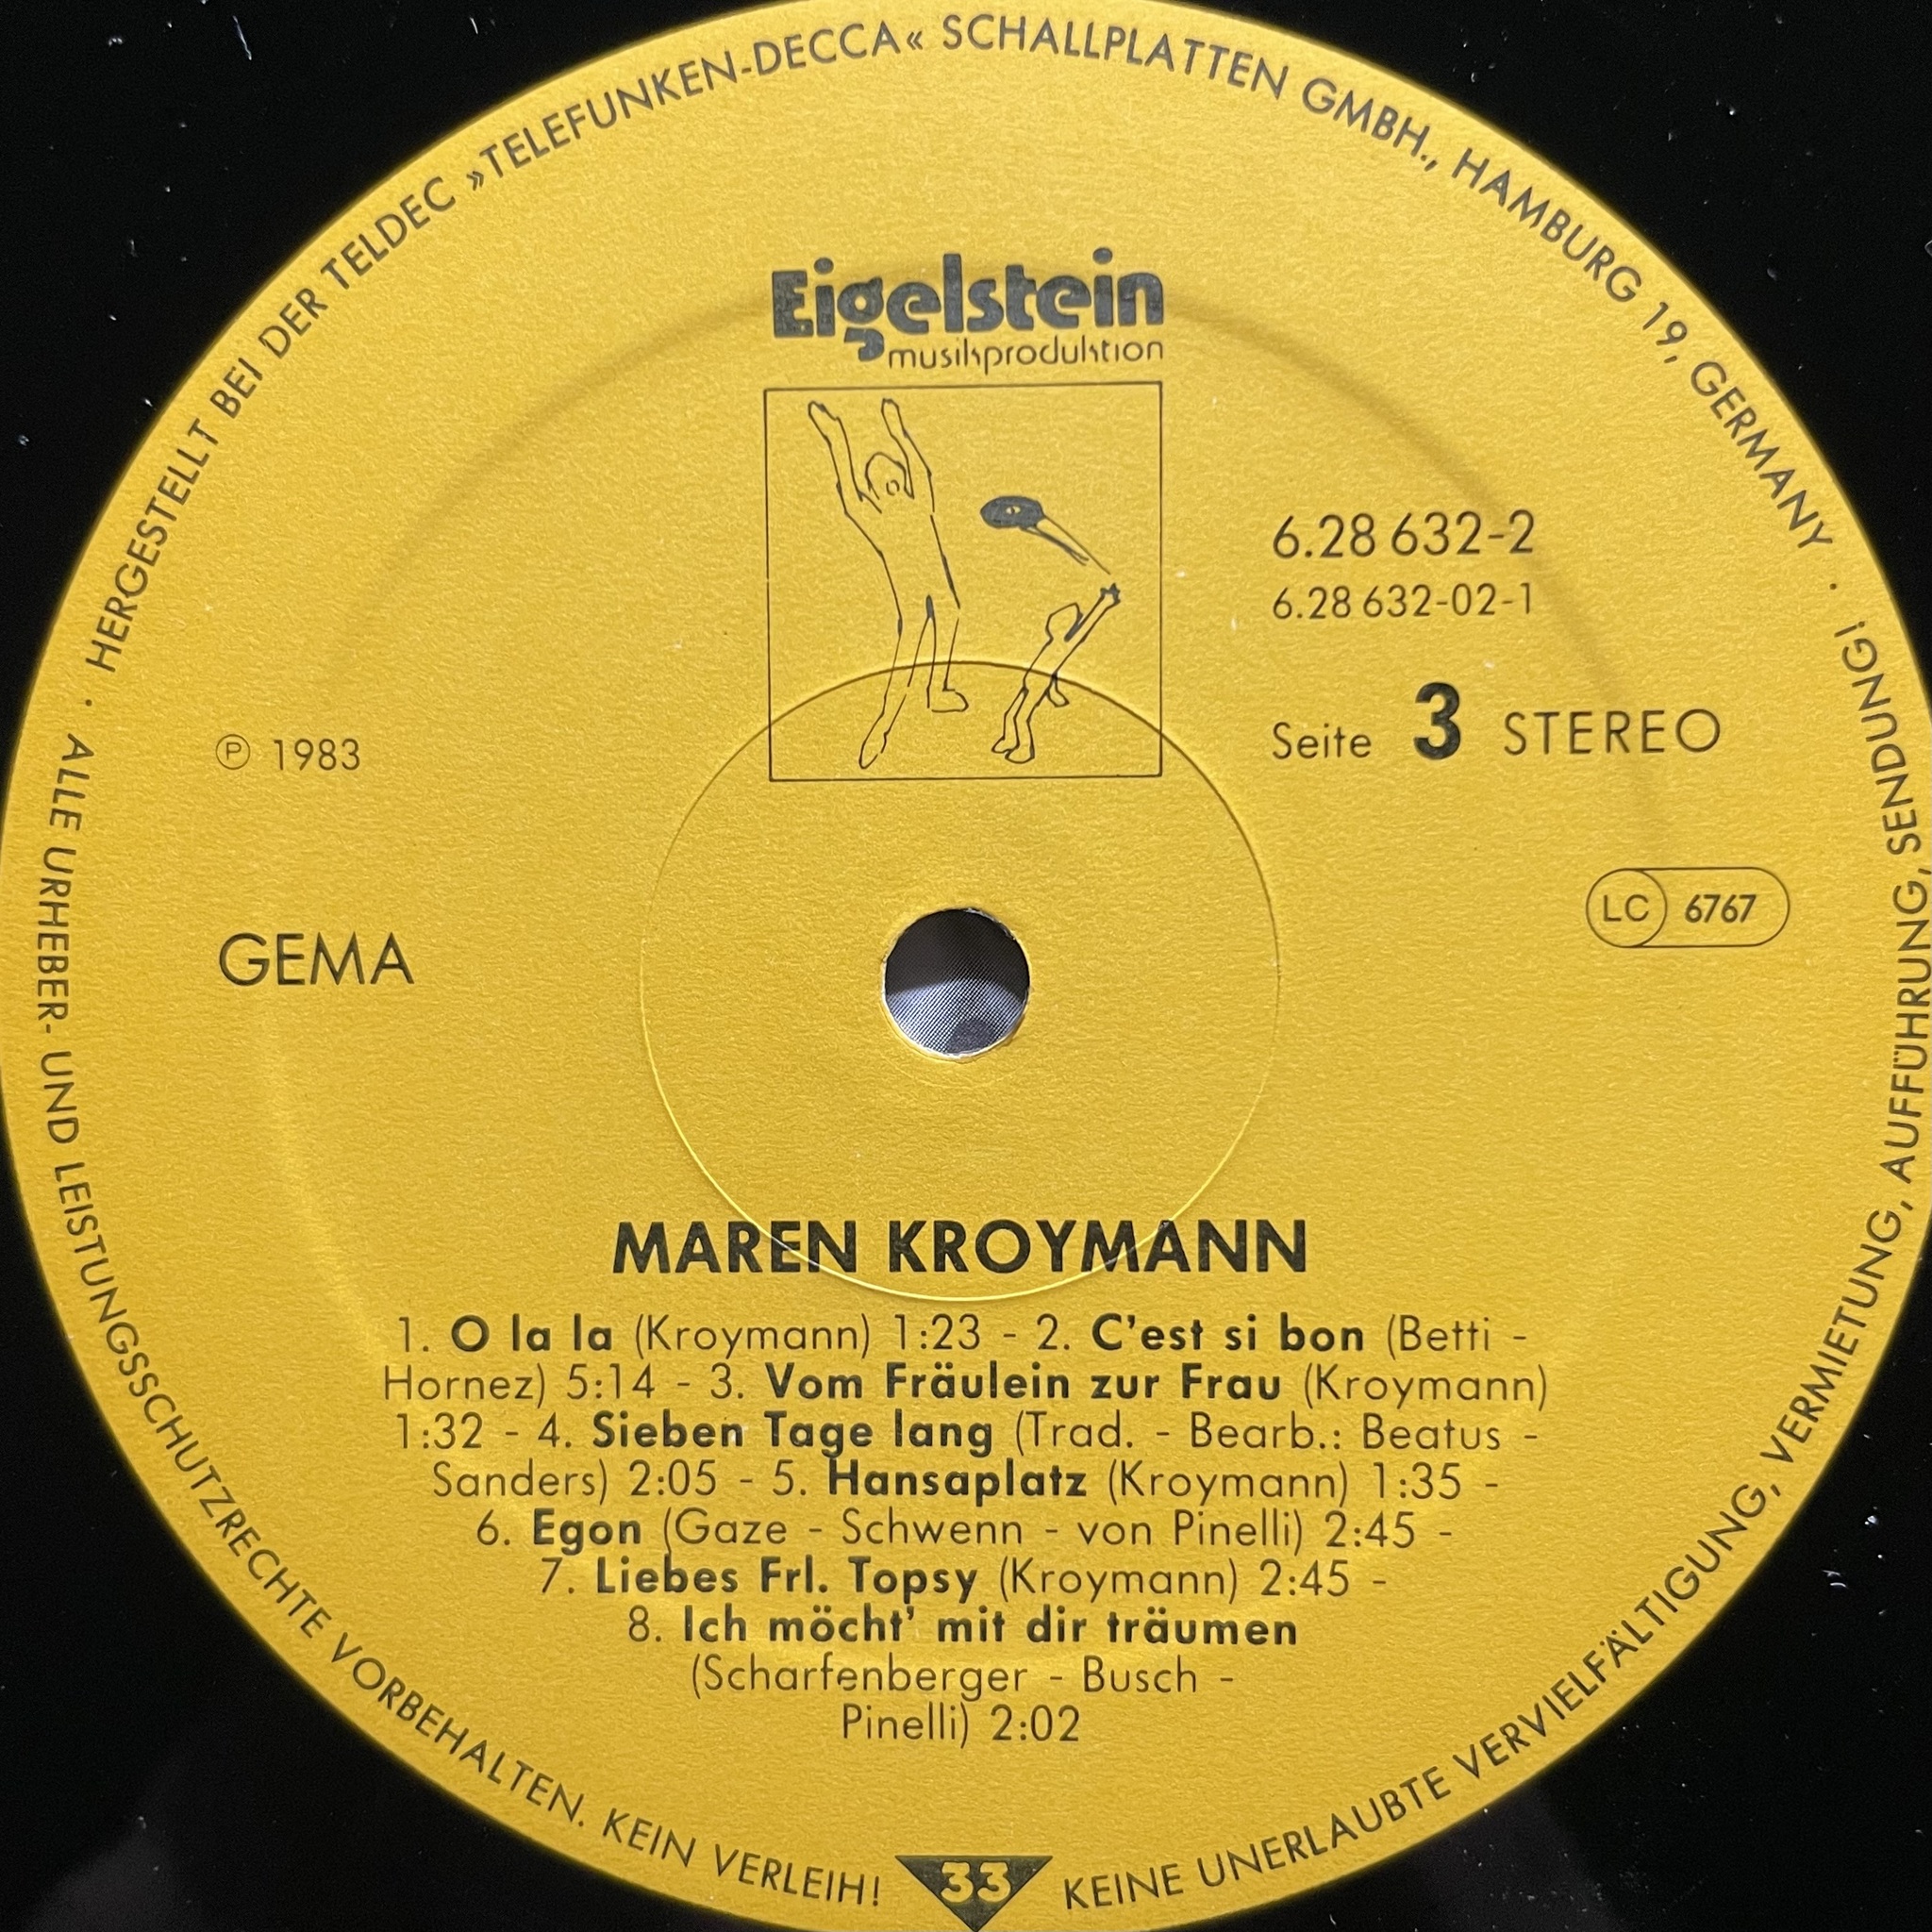 HERGESTELLT BEI DER TELDEC »TELEFUNKEN-DECCA« SCHALLPLATTEN GMBH., HAMBURG 19, GERMANY ·
Eigelstein
musikproduktion
6.28 632-2
6.28 632-02-1
Seite 3 STEREO
Ⓟ 1983
LC 6767
GEMA
MAREN KROYMANN
1. O la la (Kroymann) 1:23 - 2. C'est si bon (Betti -
Hornez) 5:14 - 3. Vom Fräulein zur Frau (Kroymann)
1:32 - 4. Sieben Tage lang (Trad. - Bearb.: Beatus -
Sanders) 2:05 - 5. Hansaplatz (Kroymann) 1:35 -
6. Egon (Gaze - Schwenn - von Pinelli) 2:45 -
7. Liebes Frl. Topsy (Kroymann) 2:45 -
8. Ich möcht' mit dir träumen
(Scharfenberger - Busch -
Pinelli) 2:02
· ALLE URHEBER- UND LEISTUNGSSCHUTZRECHTE VORBEHALTEN. KEIN VERLEIH! 33 KEINE UNERLAUBTE VERVIELFÄLTIGUNG, VERMIETUNG, AUFFÜHRUNG, SENDUNG!